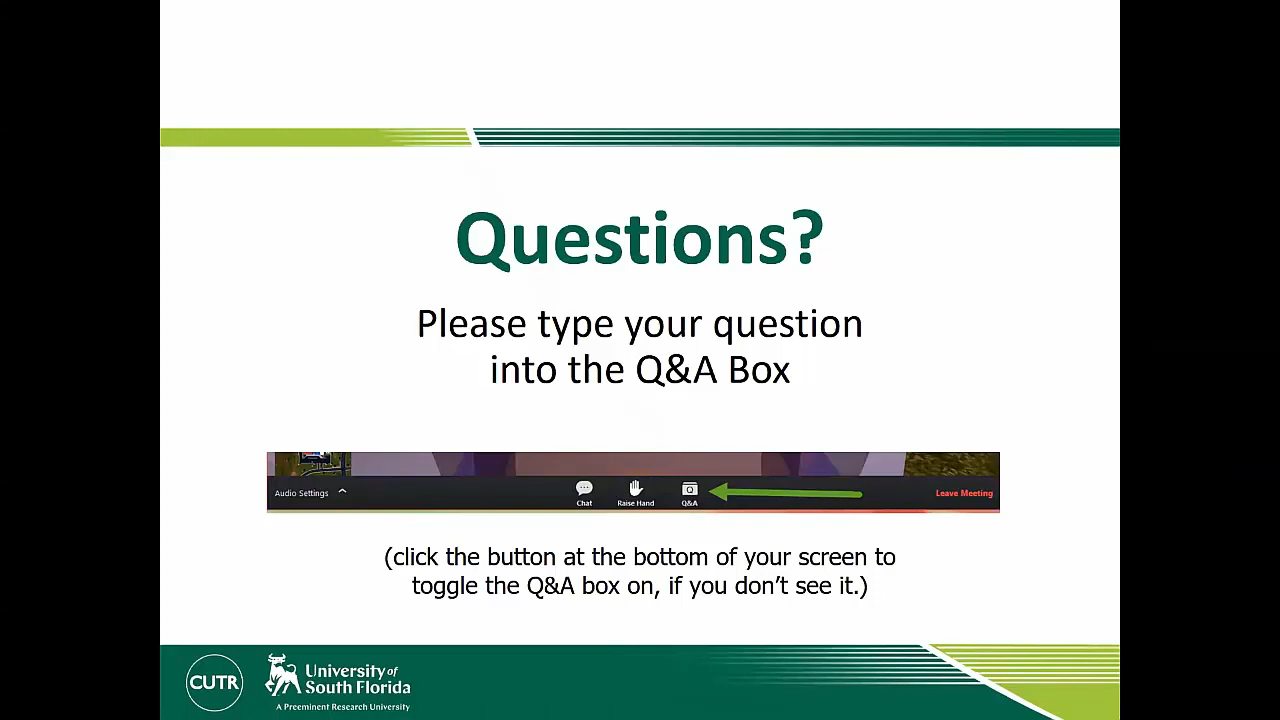 Questions?
Please type your question
into the Q&A Box
Audio Settings
Chat
Raise Hand
Q
Q&A
Leave Meeting
(click the button at the bottom of your screen to
toggle the Q&A box on, if you don’t see it.)
CUTR
University of
South Florida
A Preeminent Research University